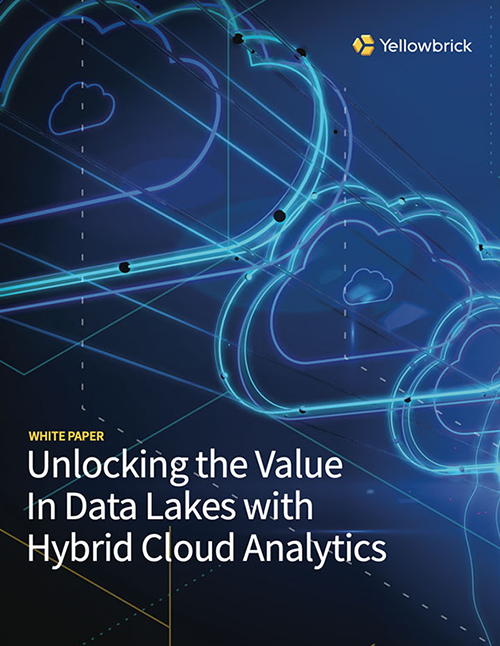 Yellowbrick
WHITE PAPER
Unlocking the Value
In Data Lakes with
Hybrid Cloud Analytics